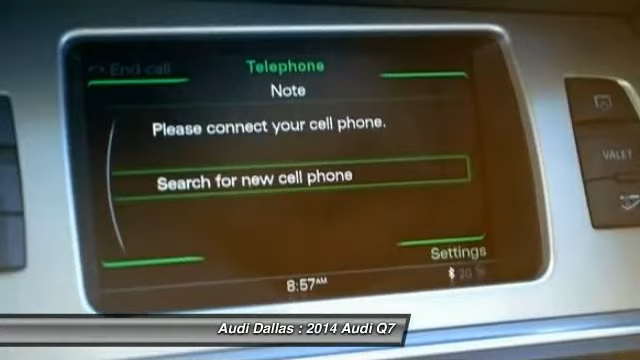 End call
Telephone
Note
Please connect your cell phone.
Search for new cell phone
Settings
8:57AM
VALET
Audi Dallas : 2014 Audi Q7